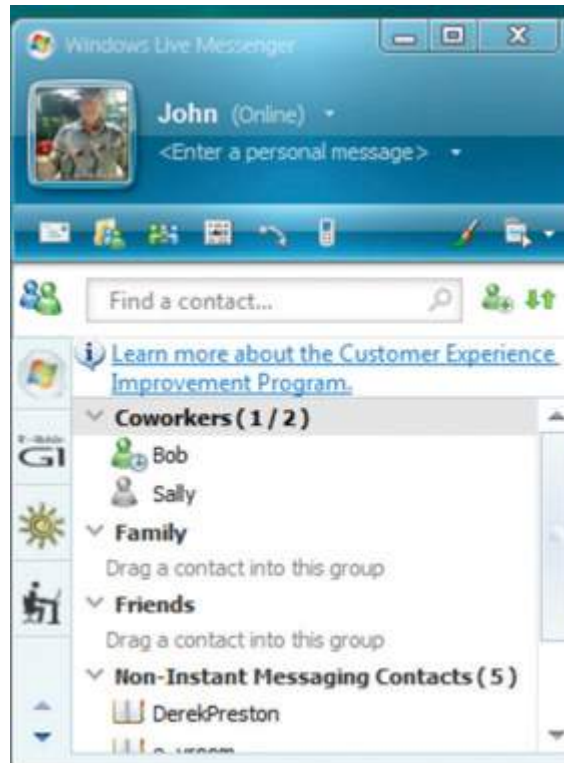 Windows Live Messenger
John (Online)
<Enter a personal message>
Find a contact...
Learn more about the Customer Experience
Improvement Program.
Coworkers (1/2)
Bob
Sally
Family
Drag a contact into this group
Friends
Drag a contact into this group
Non-Instant Messaging Contacts (5)
DerekPreston
G1